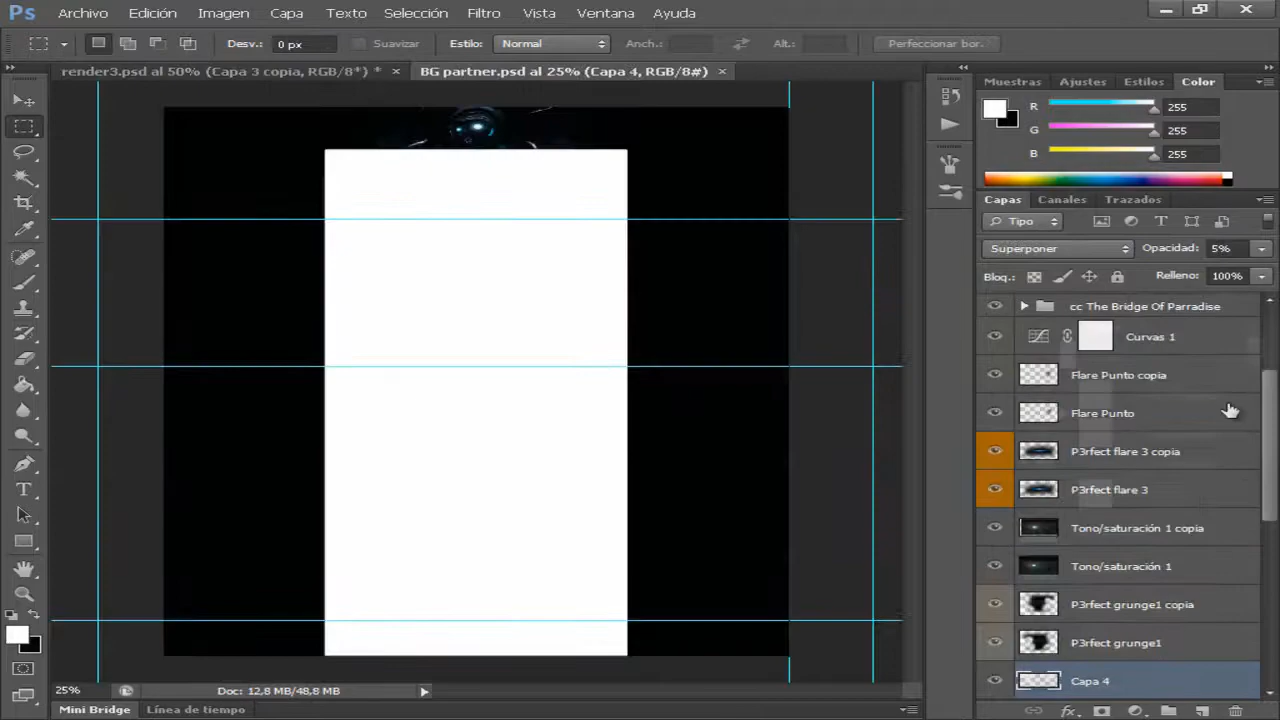 Ps Archivo Edición Imagen Capa Texto Selección Filtro Vista Ventana Ayuda
Desv.: 0 px Suavizar Estilo: Normal Anch.: Alt.: Perfeccionar bor.
render3.psd al 50% (Capa 3 copia, RGB/8*) * × BG partner.psd al 25% (Capa 4, RGB/8#) ×
Muestras Ajustes Estilos Color
R 255
G 255
B 255
Capas Canales Trazados
Tipo
Superponer Opacidad: 5%
Bloq.: Relleno: 100%
cc The Bridge Of Parradise
Curvas 1
Flare Punto copia
Flare Punto
P3rfect flare 3 copia
P3rfect flare 3
Tono/saturación 1 copia
Tono/saturación 1
P3rfect grunge1 copia
P3rfect grunge1
Capa 4
25% Doc: 12,8 MB/48,8 MB
Mini Bridge Línea de tiempo